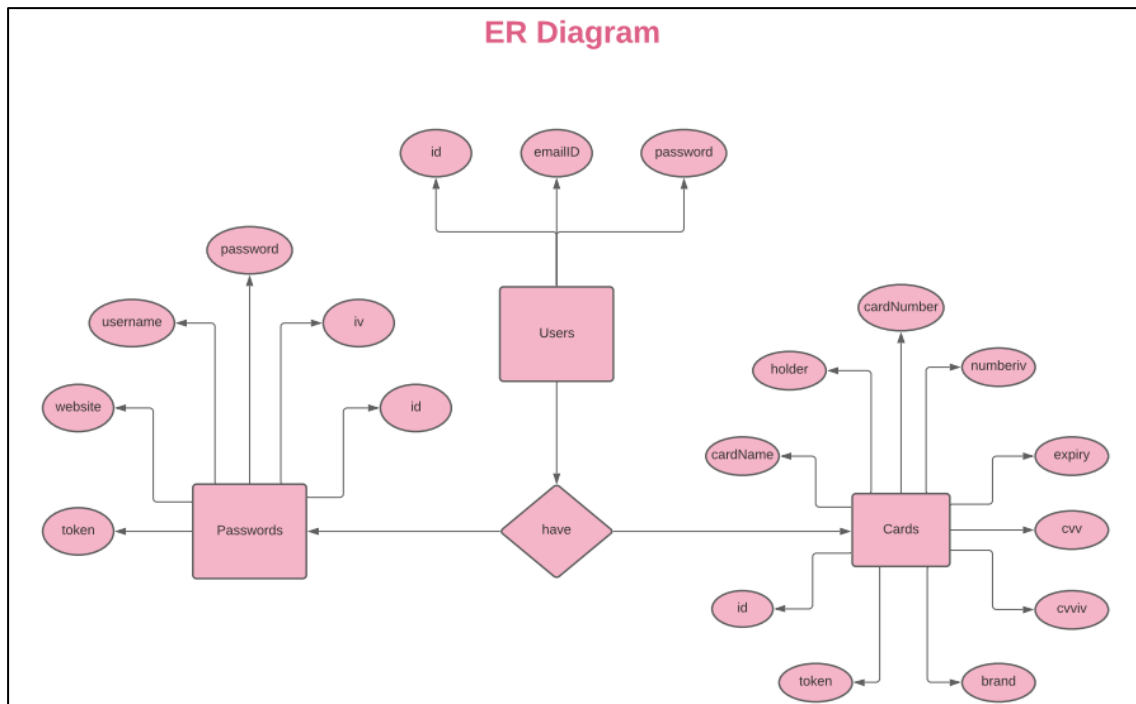 ER Diagram
id
emailID
password
password
username
iv
website
id
token
Passwords
Users
have
cardNumber
holder
numberiv
cardName
expiry
Cards
cvv
id
cvviv
token
brand